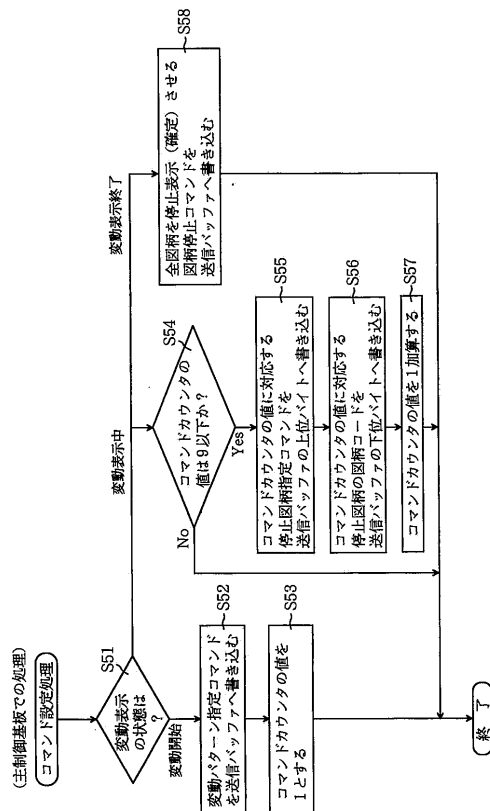 (主制御基板での処理)
コマンド設定処理
S51
変動表示
の状態は
?
変動開始
変動表示中
変動表示終了
S52
変動パターン指定コマンド
を送信バッファへ書き込む
S53
コマンドカウンタの値を
1とする
S54
コマンドカウンタの
値は9以下か?
No
Yes
S55
コマンドカウンタの値に対応する
停止図柄指定コマンドを
送信バッファの上位バイトへ書き込む
S56
コマンドカウンタの値に対応する
停止図柄の図柄コードを
送信バッファの下位バイトへ書き込む
S57
コマンドカウンタの値を1加算する
S58
全図柄を停止表示(確定)させる
図柄停止コマンドを
送信バッファへ書き込む
終了